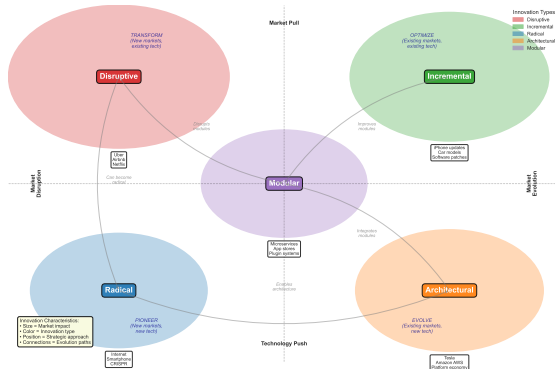 Market Pull
Innovation Types
Disruptive
Incremental
Radical
Architectural
Modular
TRANSFORM
(New markets,
existing tech)
OPTIMIZE
(Existing markets,
existing tech)
Disruptive
Incremental
modules
Improves
modules
Uber
Airbnb
Netflix
iPhone updates
Car models
Software patches
Can become
radical
Modular
Market
Disruption
Market
Evolution
Integrates
modules
Microservices
App stores
Plugin systems
Enables
architectures
Radical
Architectural
PIONEER
(New markets,
new tech)
EVOLVE
(Existing markets,
new tech)
Innovation Characteristics:
• Size = Market impact
• Color = Innovation type
• Position = Strategic approach
• Connections = Evolution paths
Technology Push
Internet
Smartphone
CRISPR
Tesla
Amazon AWS
Platform economy